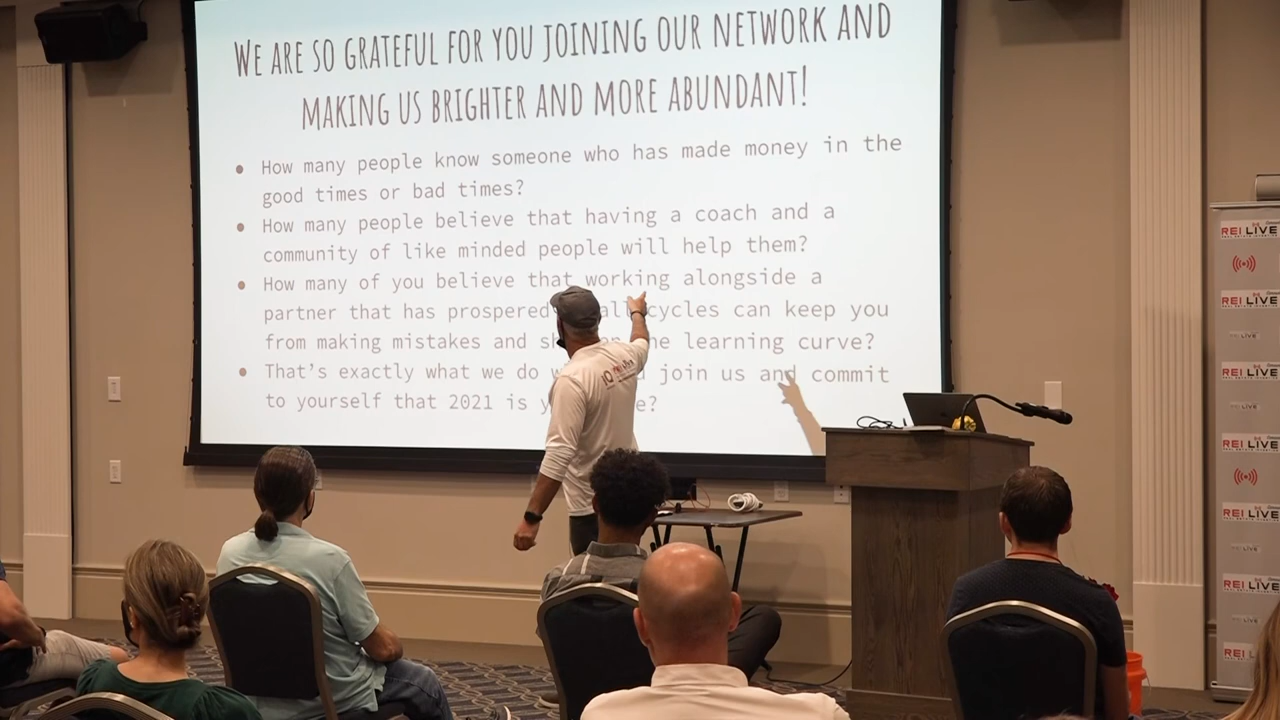 WE ARE SO GRATEFUL FOR YOU JOINING OUR NETWORK AND
MAKING US BRIGHTER AND MORE ABUNDANT!
• How many people know someone who has made money in the
good times or bad times?
• How many people believe that having a coach and a
community of like minded people will help them?
• How many of you believe that working alongside a
partner that has prospered all cycles can keep you
from making mistakes and the learning curve?
• That's exactly what we do join us and commit
to yourself that 2021 is
REI LIVE
REI LIVE
REI LIVE
REI LIVE
REI LIVE
REI LIVE
REI LIVE